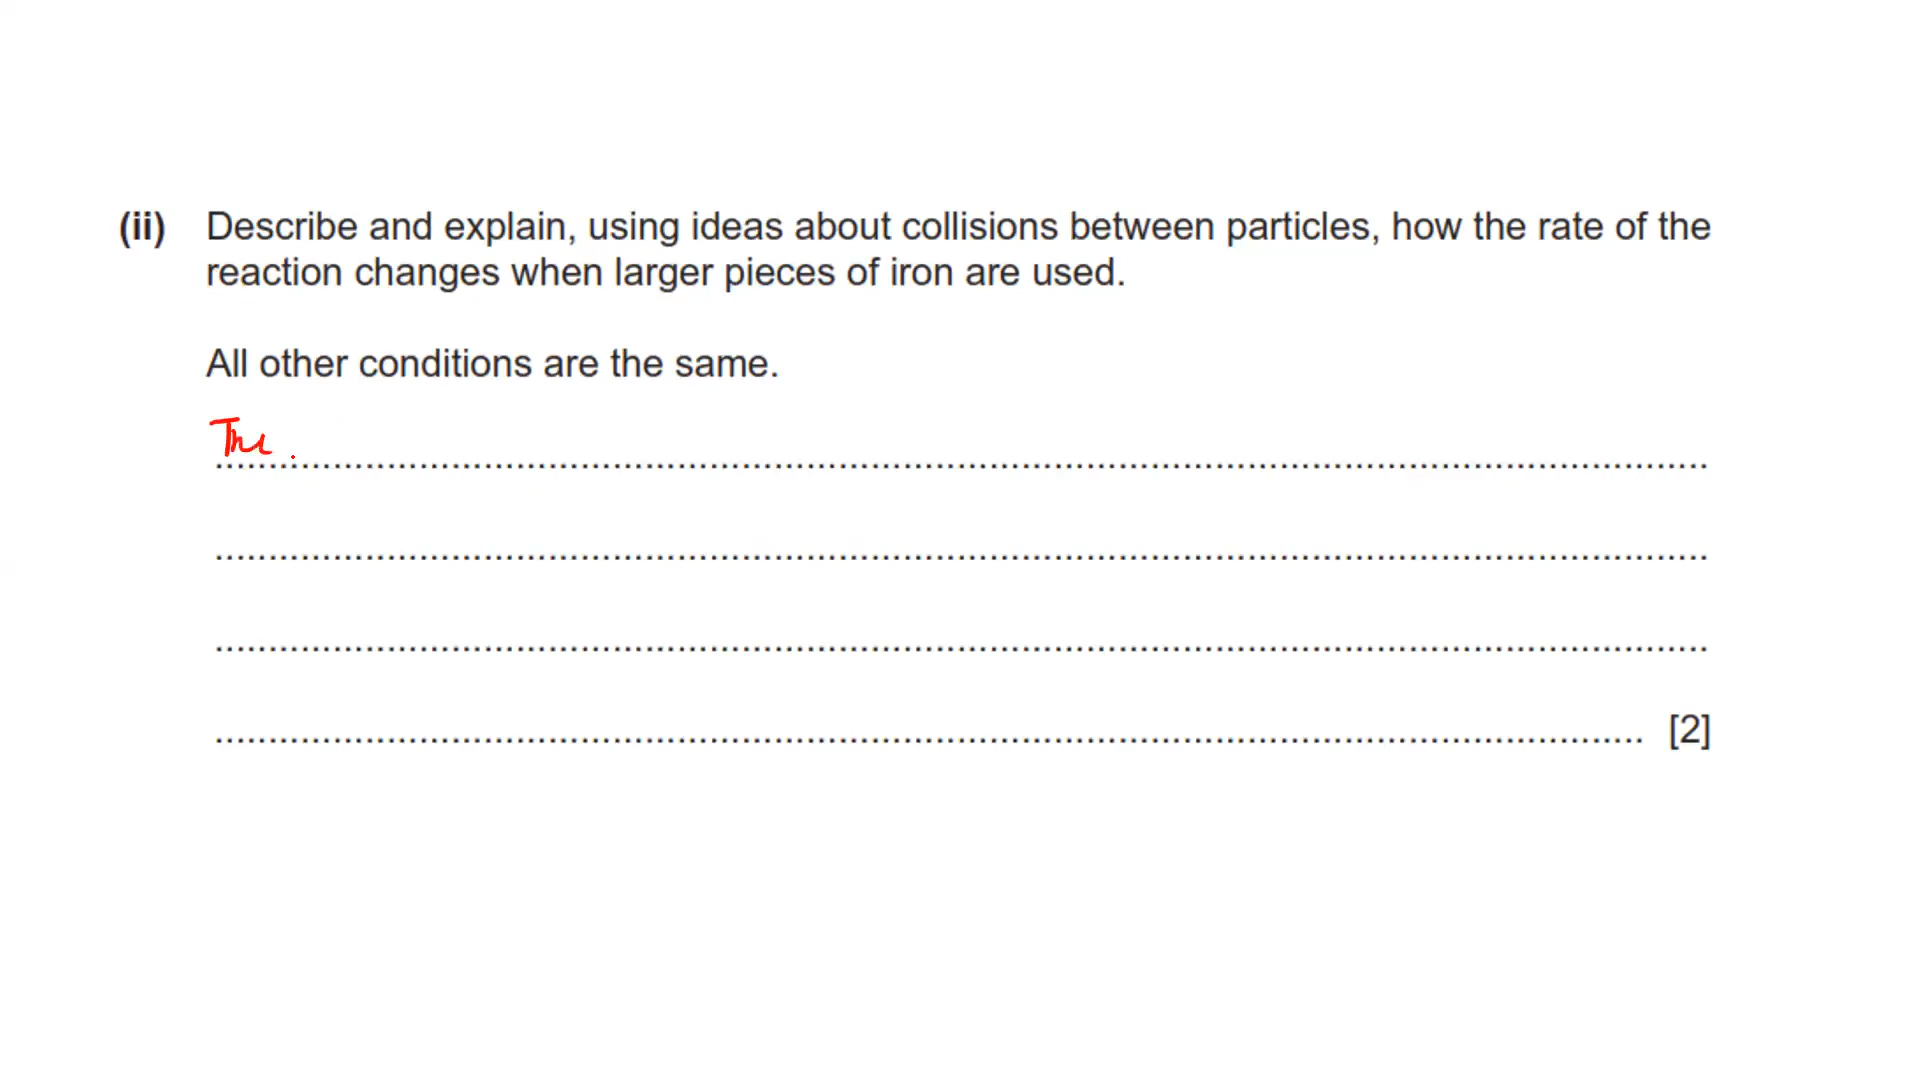 (ii) Describe and explain, using ideas about collisions between particles, how the rate of the
reaction changes when larger pieces of iron are used.
All other conditions are the same.
The
[2]